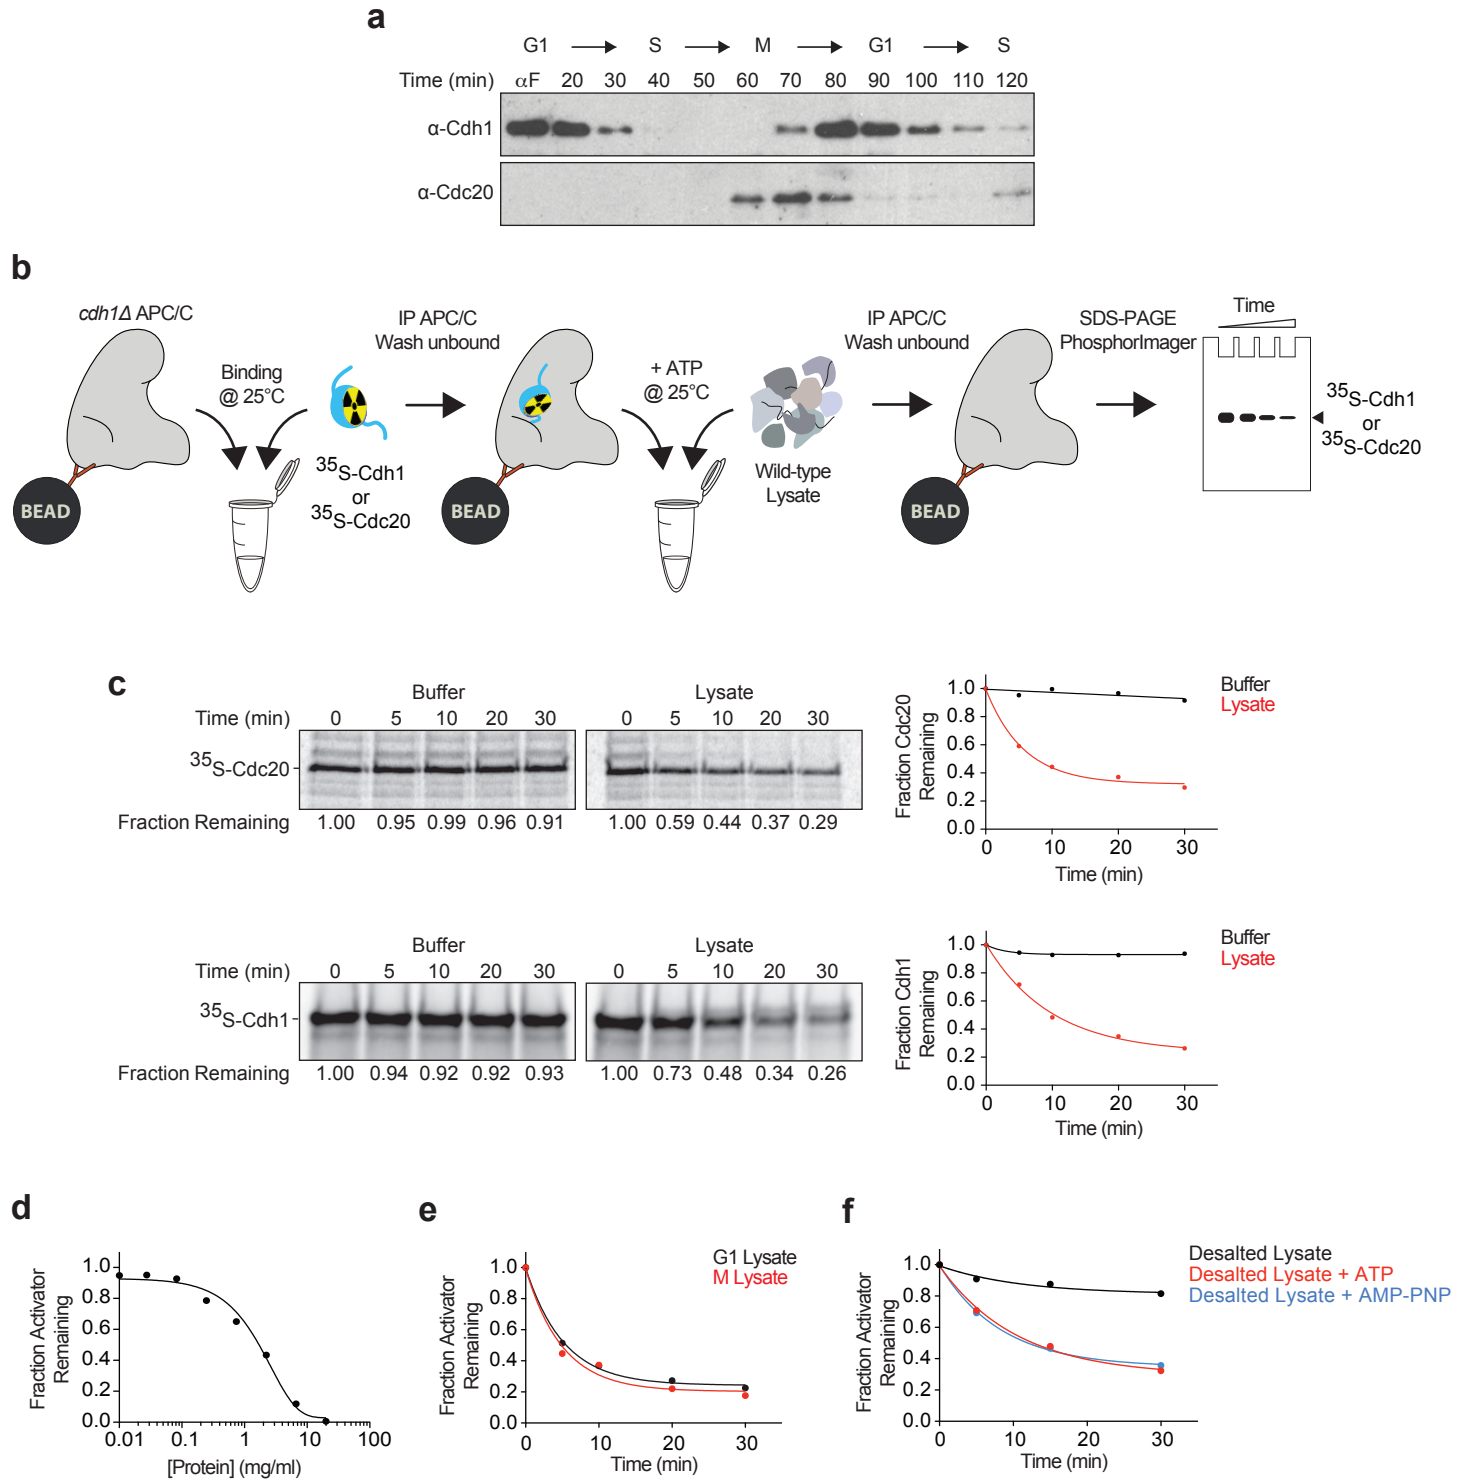 a
G1 → S → M → G1 → S
Time (min) αF 20 30 40 50 60 70 80 90 100 110 120
α-Cdh1
α-Cdc20
b
cdh1Δ APC/C
Binding
@ 25°C
35S-Cdh1
or
35S-Cdc20
BEAD
IP APC/C
Wash unbound
BEAD
+ ATP
@ 25°C
Wild-type
Lysate
IP APC/C
Wash unbound
BEAD
SDS-PAGE
PhosphorImager
Time
35S-Cdh1
or
35S-Cdc20
c
Buffer
Time (min) 0 5 10 20 30
35S-Cdc20
Fraction Remaining 1.00 0.95 0.99 0.96 0.91
Lysate
0 5 10 20 30
1.00 0.59 0.44 0.37 0.29
Fraction Cdc20
Remaining
1.0
0.8
0.6
0.4
0.2
0.0
0 10 20 30
Time (min)
Buffer
Lysate
Buffer
Time (min) 0 5 10 20 30
35S-Cdh1
Fraction Remaining 1.00 0.94 0.92 0.92 0.93
Lysate
0 5 10 20 30
1.00 0.73 0.48 0.34 0.26
Fraction Cdh1
Remaining
1.0
0.8
0.6
0.4
0.2
0.0
0 10 20 30
Time (min)
Buffer
Lysate
d
Fraction Activator
Remaining
1.0
0.8
0.6
0.4
0.2
0.0
0.01 0.1 1 10 100
[Protein] (mg/ml)
e
Fraction Activator
Remaining
1.0
0.8
0.6
0.4
0.2
0.0
0 10 20 30
Time (min)
G1 Lysate
M Lysate
f
Fraction Activator
Remaining
1.0
0.8
0.6
0.4
0.2
0.0
0 10 20 30
Time (min)
Desalted Lysate
Desalted Lysate + ATP
Desalted Lysate + AMP-PNP